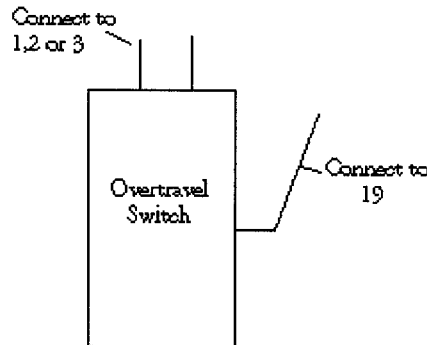 Connect to
1,2 or 3
Overtravel
Switch
Connect to
19